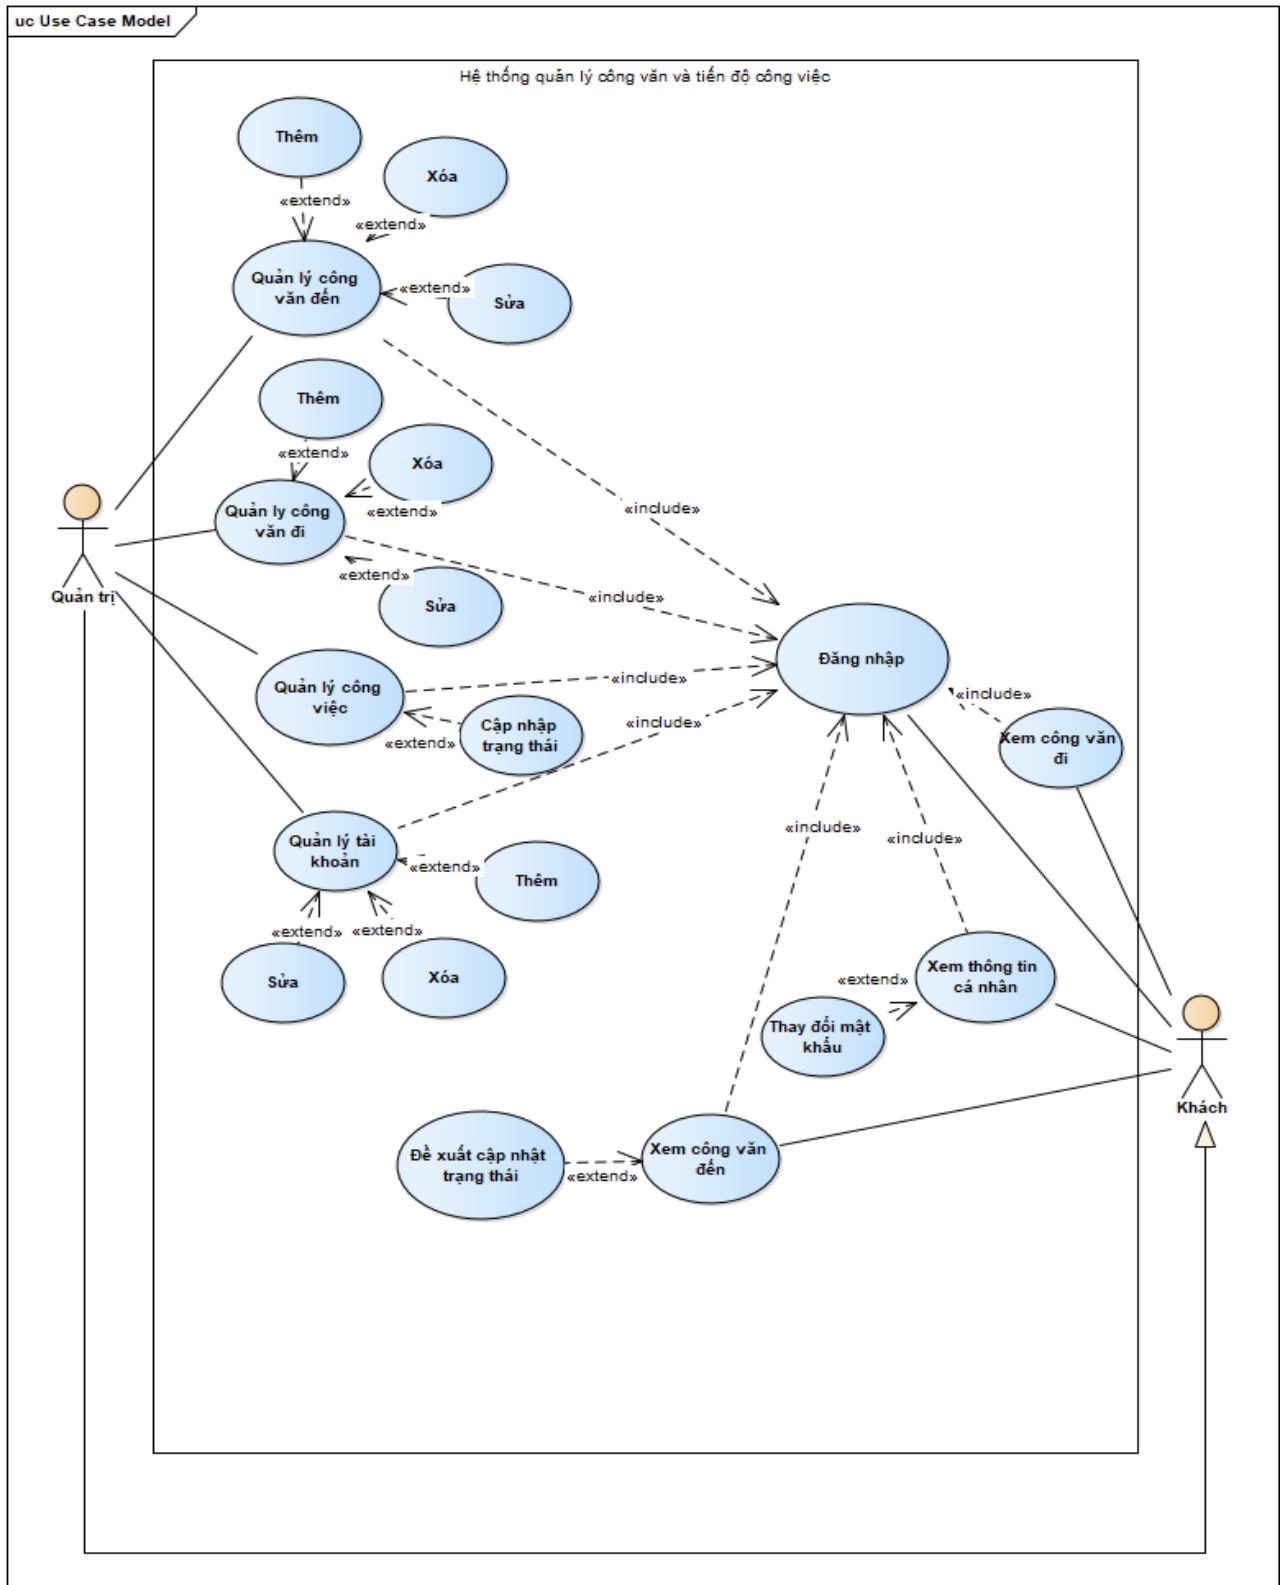 uc Use Case Model
Hệ thống quản lý công văn và tiến độ công việc
Thêm
Xóa
«extend»
«extend»
Quản lý công
văn đến
«extend»
Sửa
Thêm
«extend»
Xóa
Quản ly công
văn đi
«extend»
«include»
«extend»
Sửa
«include»
Quản trị
Đăng nhập
Quản lý công
việc
«include»
«include»
Cập nhập
trạng thái
«extend»
«include»
Xem công văn
đi
Quản lý tài
khoản
«extend»
Thêm
«include»
«include»
«extend»
«extend»
Sửa
Xóa
Xem thông tin
cá nhân
«extend»
Thay đổi mật
khẩu
Khách
Đề xuất cập nhật
trạng thái
«extend»
Xem công văn
đến